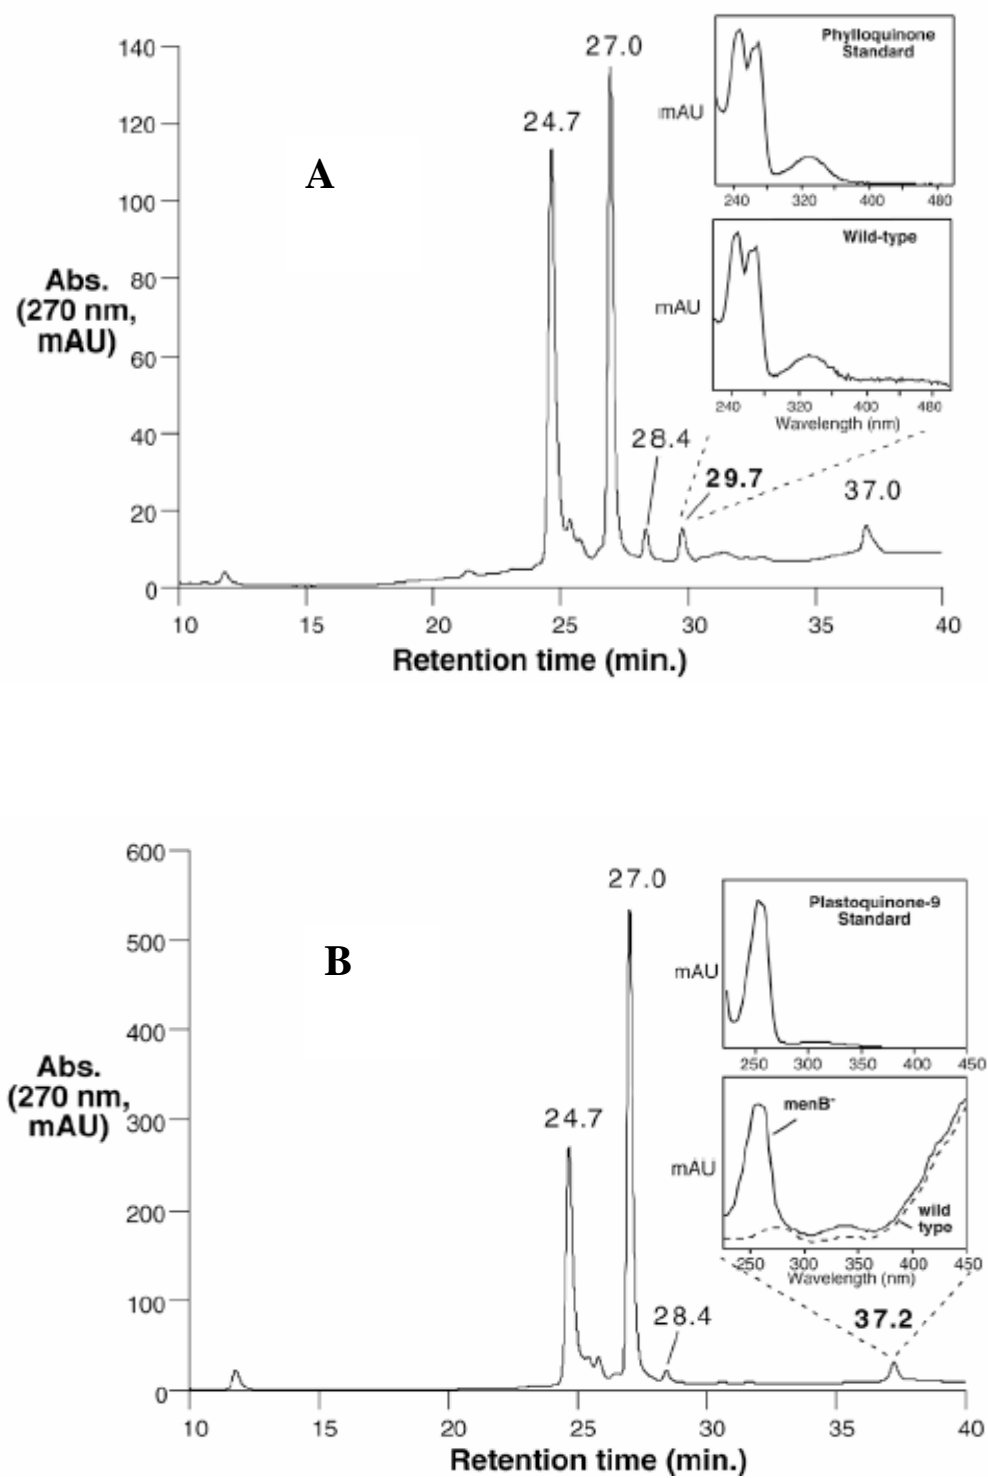 140
27.0
Phylloquinone
Standard
mAU
240 320 400 480
120
24.7
A
100
Wild-type
mAU
240 320 400 480
Wavelength (nm)
Abs.
(270 nm,
mAU)
80
60
40
28.4
29.7
37.0
20
0
10 15 20 25 30 35 40
Retention time (min.)
600
27.0
Plastoquinone-9
Standard
mAU
250 300 350 400 450
B
500
400
Abs.
(270 nm,
mAU)
300
24.7
menB-
mAU
wild
type
250 300 350 400 450
Wavelength (nm)
200
100
28.4
37.2
0
10 15 20 25 30 35 40
Retention time (min.)